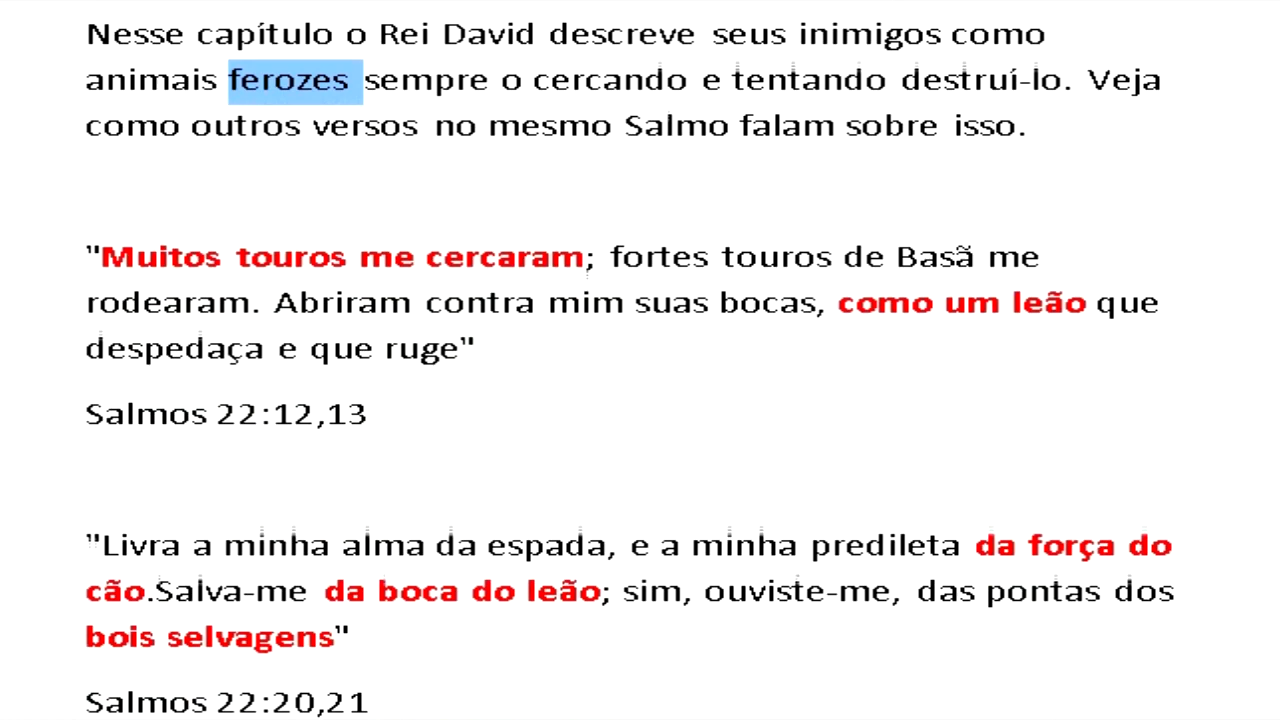 Nesse capítulo o Rei David descreve seus inimigos como
animais ferozes sempre o cercando e tentando destruí-lo. Veja
como outros versos no mesmo Salmo falam sobre isso.
"Muitos touros me cercaram; fortes touros de Basã me
rodearam. Abriram contra mim suas bocas, como um leão que
despedaça e que ruge"
Salmos 22:12,13
"Livra a minha alma da espada, e a minha predileta da força do
cão.Salva-me da boca do leão; sim, ouviste-me, das pontas dos
bois selvagens"
Salmos 22:20,21